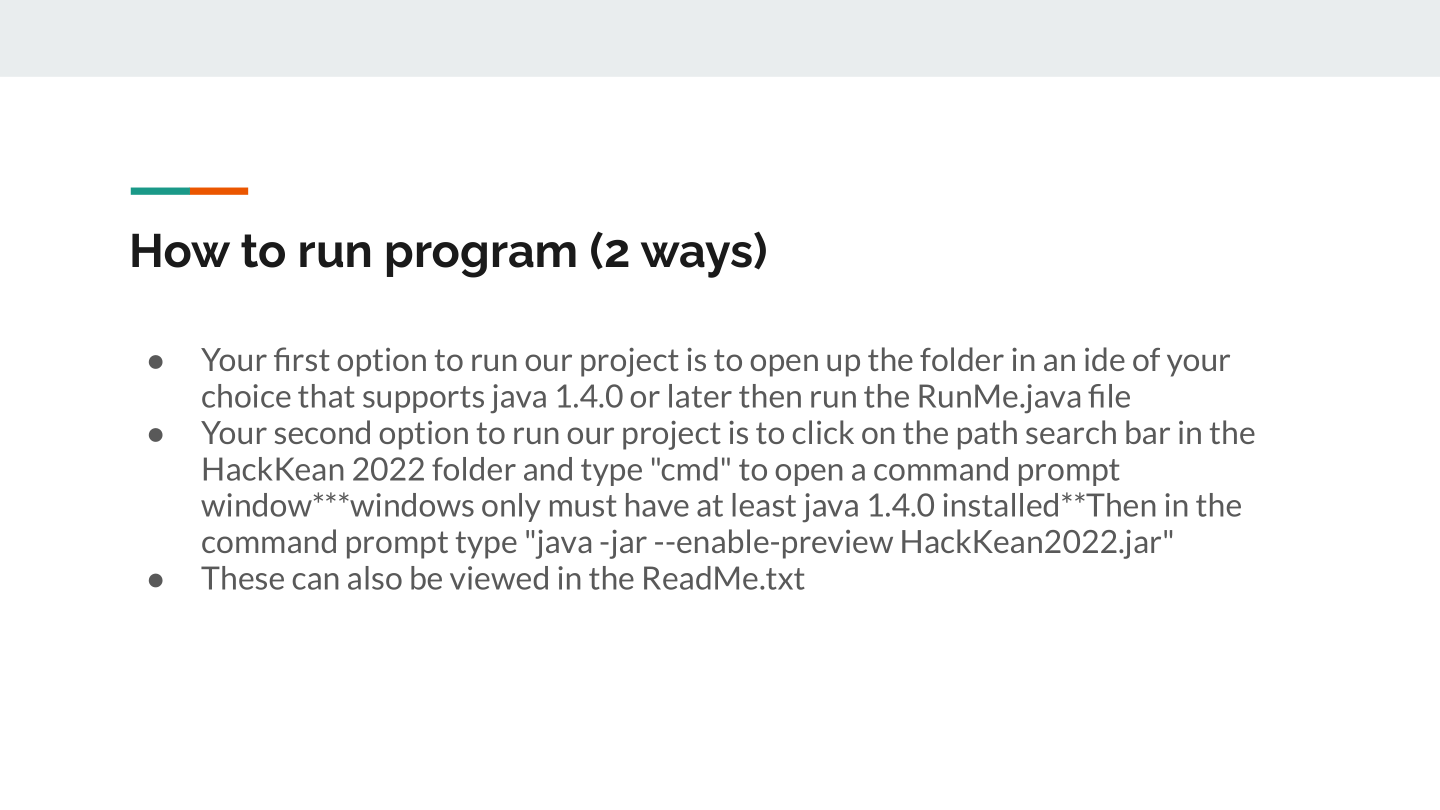 How to run program (2 ways)
● Your first option to run our project is to open up the folder in an ide of your
choice that supports java 1.4.0 or later then run the RunMe.java file
● Your second option to run our project is to click on the path search bar in the
HackKean 2022 folder and type "cmd" to open a command prompt
window***windows only must have at least java 1.4.0 installed**Then in the
command prompt type "java -jar --enable-preview HackKean2022.jar"
● These can also be viewed in the ReadMe.txt